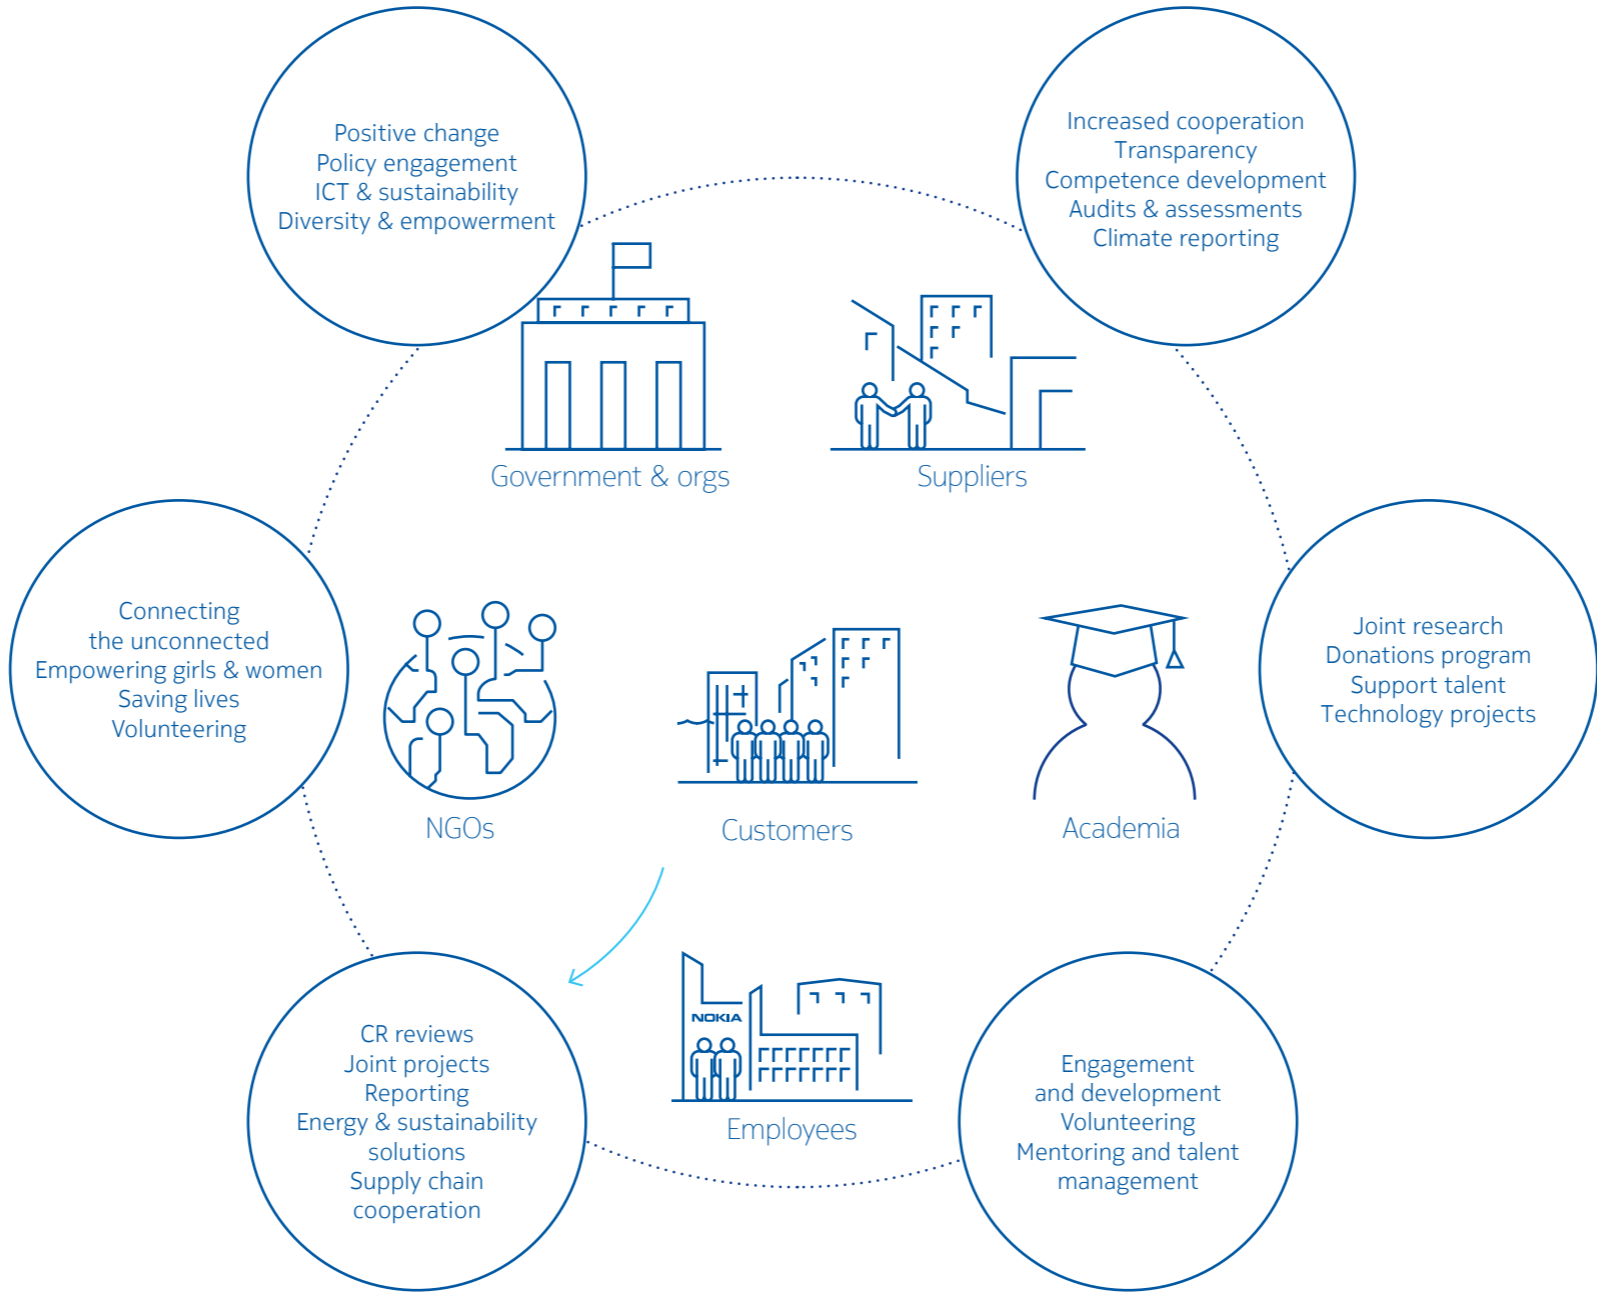 Positive change
Policy engagement
ICT & sustainability
Diversity & empowerment
Increased cooperation
Transparency
Competence development
Audits & assessments
Climate reporting
Government & orgs
Suppliers
Connecting
the unconnected
Empowering girls & women
Saving lives
Volunteering
NGOs
Customers
Academia
Joint research
Donations program
Support talent
Technology projects
CR reviews
Joint projects
Reporting
Energy & sustainability
solutions
Supply chain
cooperation
NOKIA
Employees
Engagement
and development
Volunteering
Mentoring and talent
management